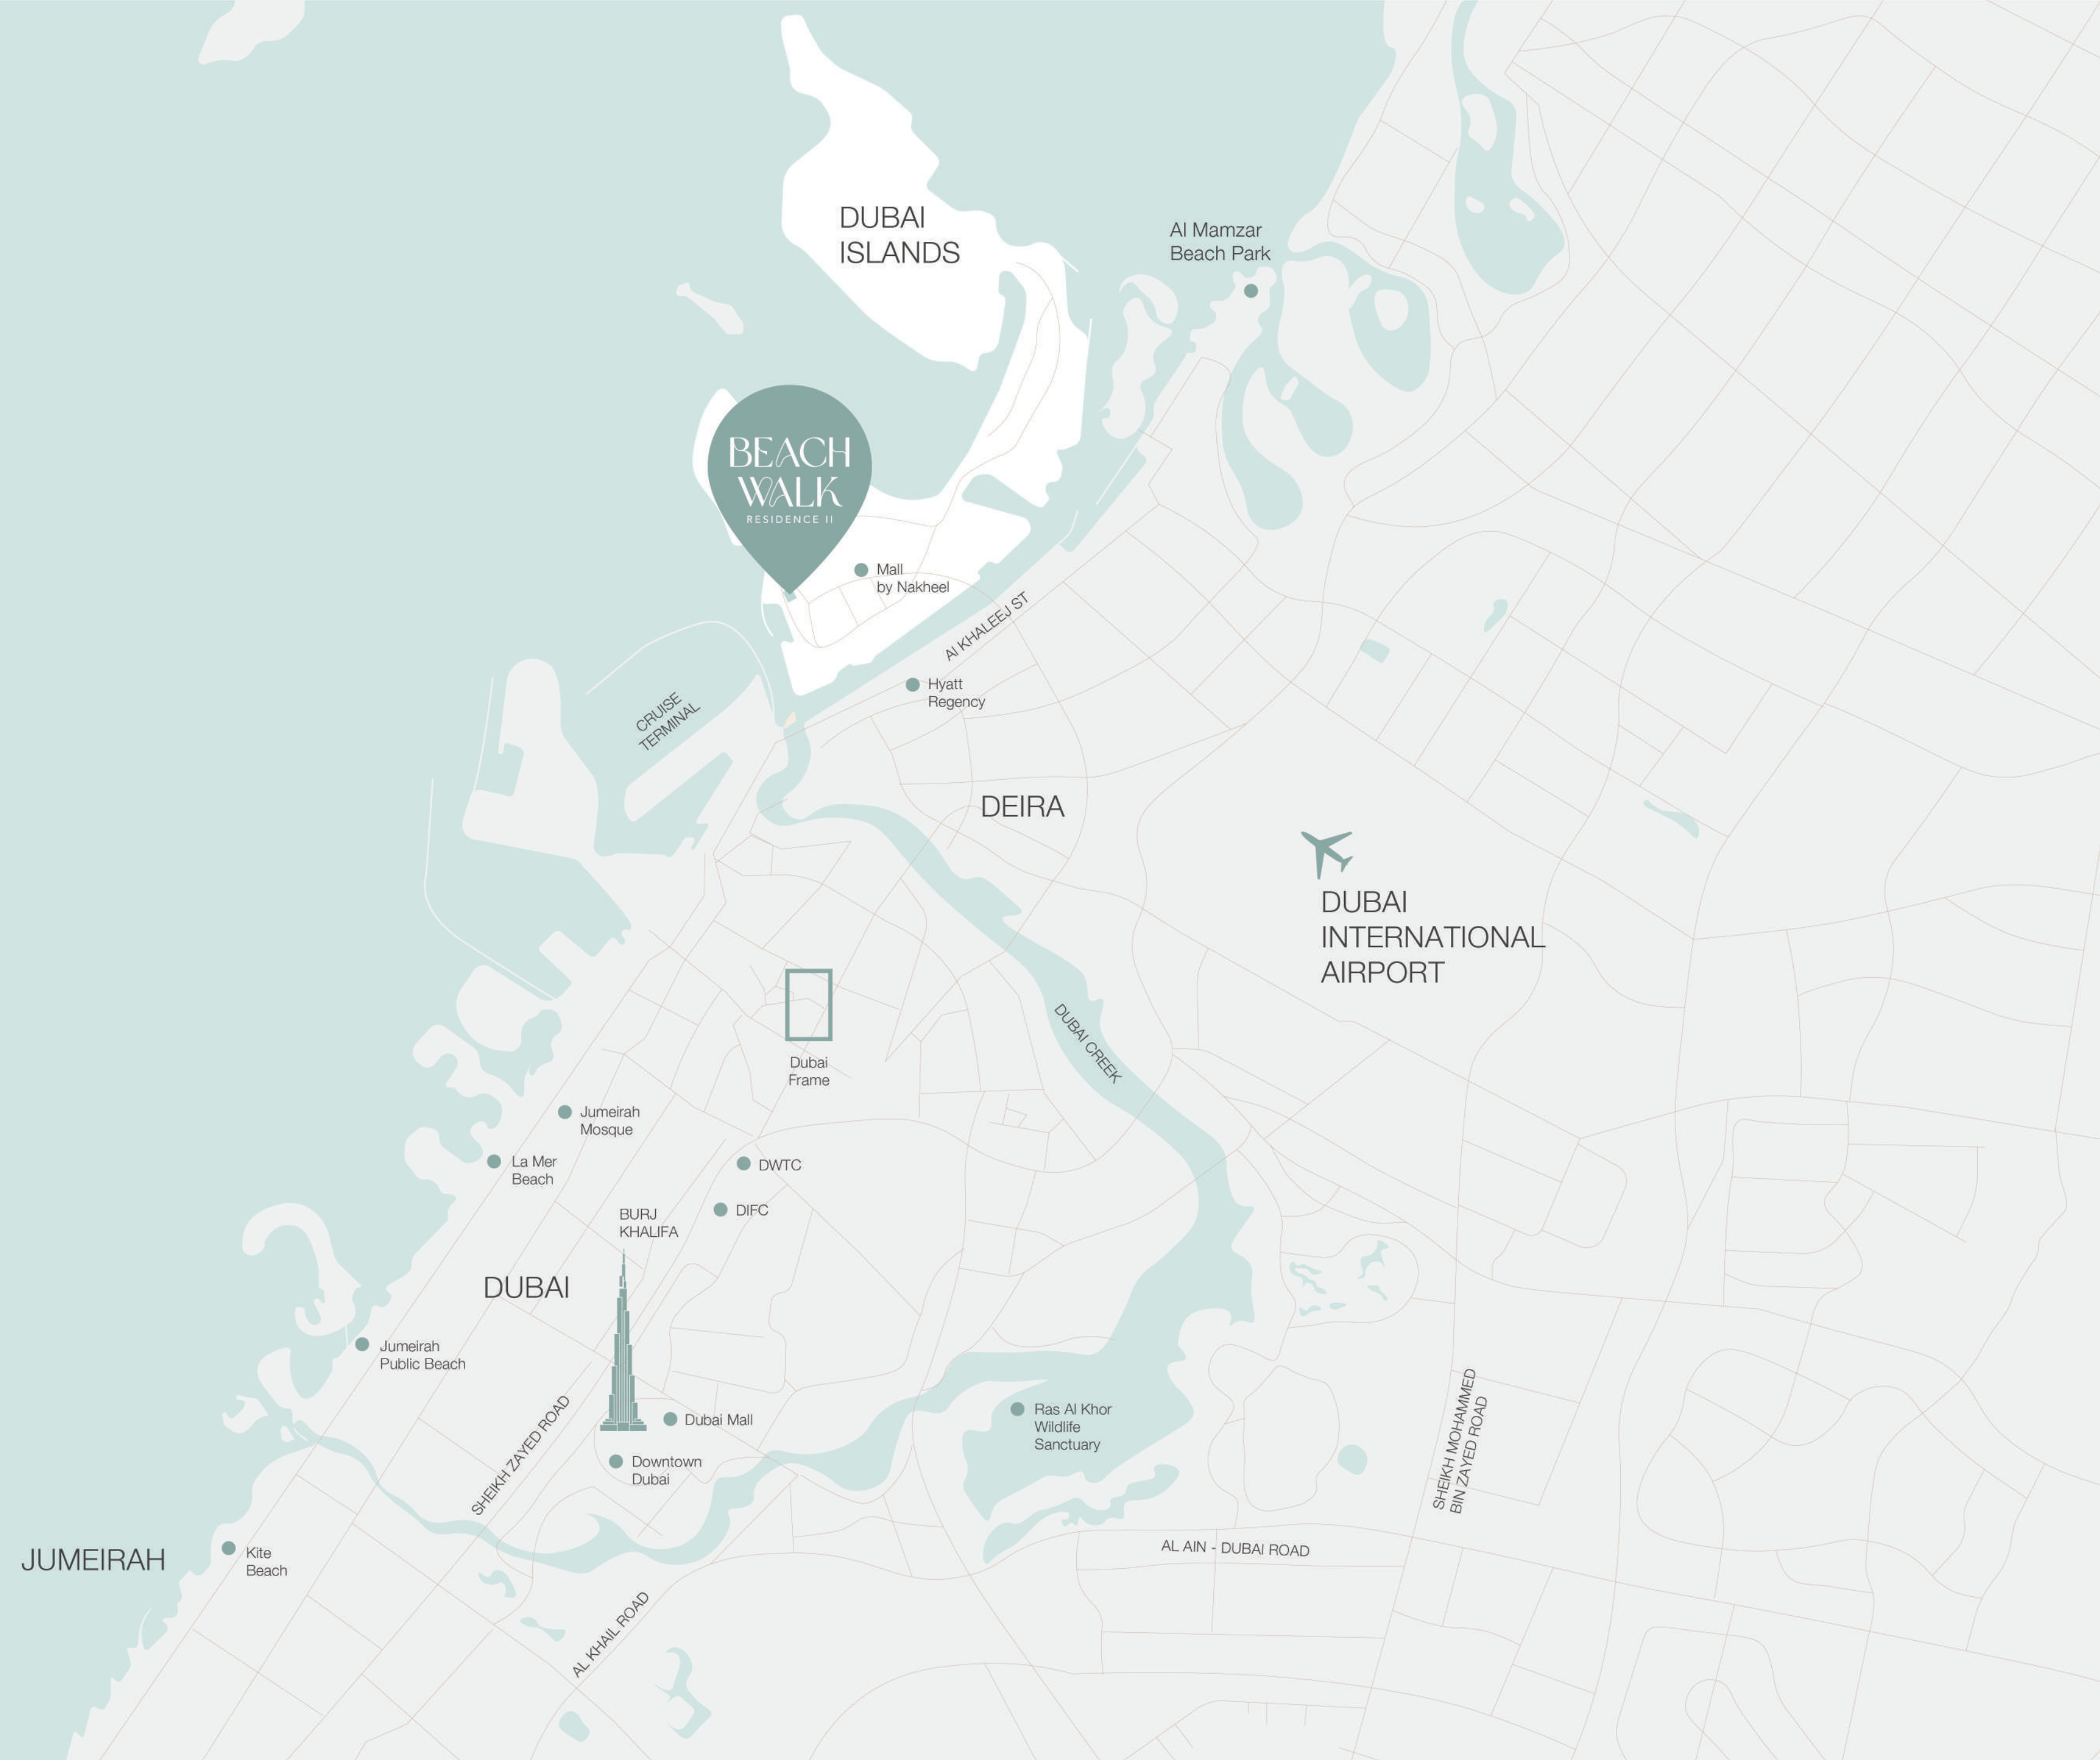 DUBAI
ISLANDS
Al Mamzar
Beach Park
BEACH
WALK
RESIDENCE II
Mall
by Nakheel
Al KHALEEJ ST
Hyatt
Regency
CRUISE
TERMINAL
DEIRA
DUBAI
INTERNATIONAL
AIRPORT
DUBAI CREEK
Dubai
Frame
Jumeirah
Mosque
La Mer
Beach
DWTC
DIFC
BURJ
KHALIFA
DUBAI
Jumeirah
Public Beach
SHEIKH ZAYED ROAD
Dubai Mall
Downtown
Dubai
Ras Al Khor
Wildlife
Sanctuary
SHEIKH MOHAMMED
BIN ZAYED ROAD
AL AIN - DUBAI ROAD
JUMEIRAH
Kite
Beach
AL KHAIL ROAD